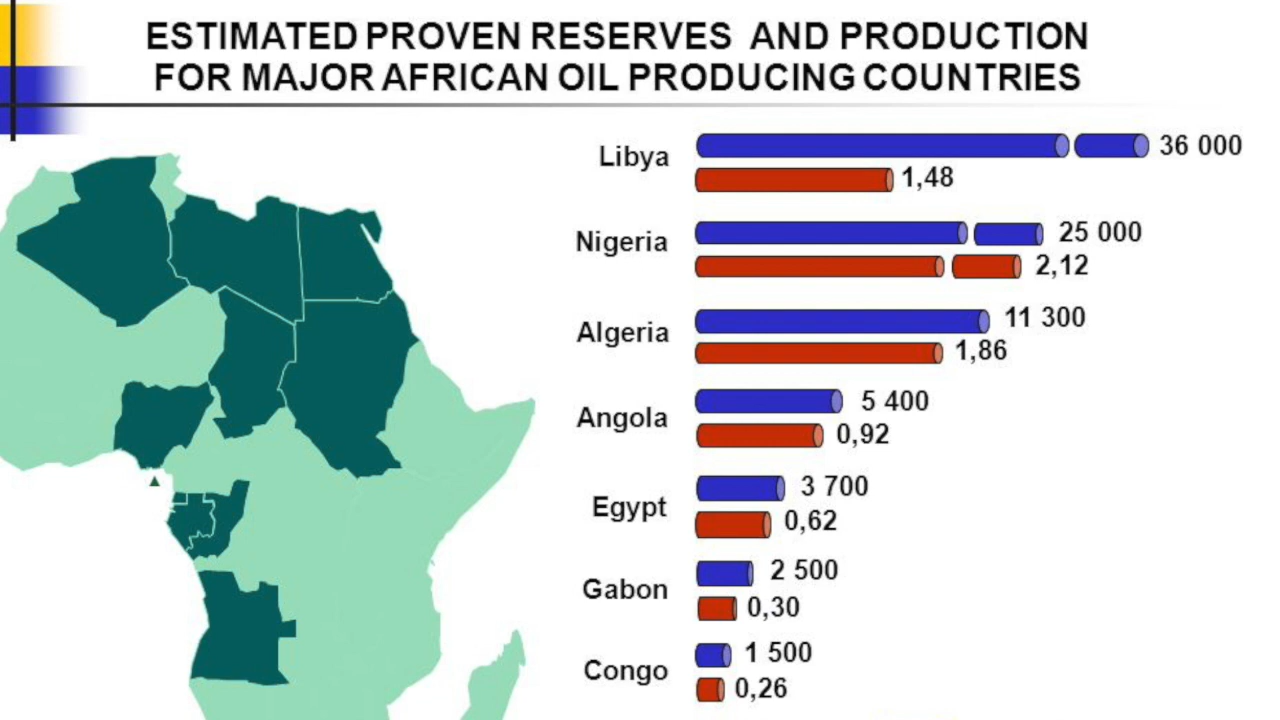 ESTIMATED PROVEN RESERVES AND PRODUCTION
FOR MAJOR AFRICAN OIL PRODUCING COUNTRIES
Libya
36 000
1,48
Nigeria
25 000
2,12
Algeria
11 300
1,86
Angola
5 400
0,92
Egypt
3 700
0,62
Gabon
2 500
0,30
Congo
1 500
0,26